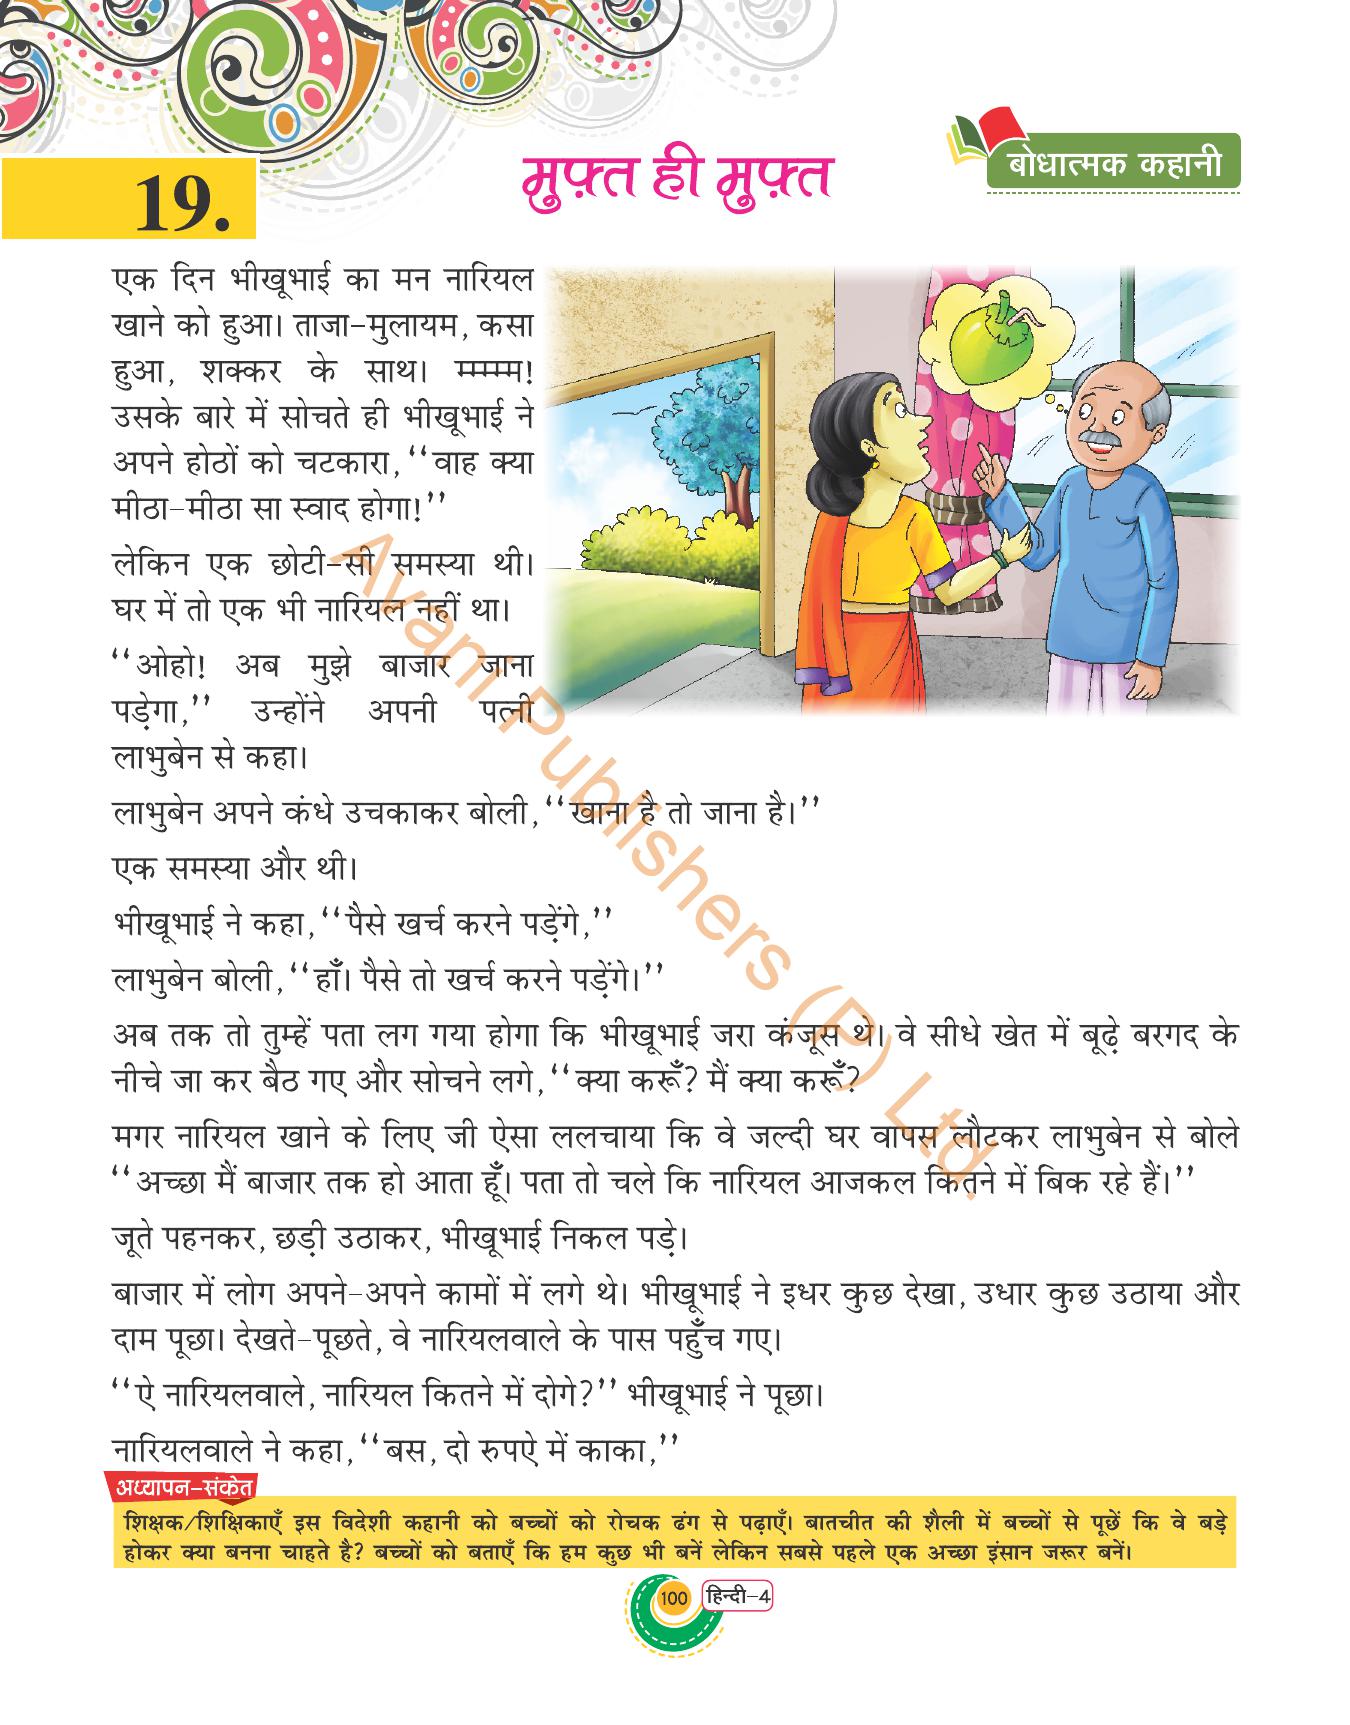 19.
मुफ़्त ही मुफ़्त
बोधात्मक कहानी
एक दिन भीखूभाई का मन नारियल
खाने को हुआ। ताजा-मुलायम, कसा
हुआ, शक्कर के साथ। म्म्म्म्म!
उसके बारे में सोचते ही भीखूभाई ने
अपने होठों को चटकारा, ‘‘वाह क्या
मीठा-मीठा सा स्वाद होगा!’’
लेकिन एक छोटी-सी समस्या थी।
घर में तो एक भी नारियल नहीं था।
‘‘ओहो! अब मुझे बाजार जाना
पड़ेगा,’’ उन्होंने अपनी पत्नी
लाभुबेन से कहा।
लाभुबेन अपने कंधे उचकाकर बोली, ‘‘खाना है तो जाना है।’’
एक समस्या और थी।
भीखूभाई ने कहा, ‘‘पैसे खर्च करने पड़ेंगे,’’
लाभुबेन बोली, ‘‘हाँ। पैसे तो खर्च करने पड़ेंगे।’’
अब तक तो तुम्हें पता लग गया होगा कि भीखूभाई जरा कंजूस थे। वे सीधे खेत में बूढ़े बरगद के
नीचे जा कर बैठ गए और सोचने लगे, ‘‘क्या करूँ? मैं क्या करूँ?
मगर नारियल खाने के लिए जी ऐसा ललचाया कि वे जल्दी घर वापस लौटकर लाभुबेन से बोले
‘‘अच्छा मैं बाजार तक हो आता हूँ। पता तो चले कि नारियल आजकल कितने में बिक रहे हैं।’’
जूते पहनकर, छड़ी उठाकर, भीखूभाई निकल पड़े।
बाजार में लोग अपने-अपने कामों में लगे थे। भीखूभाई ने इधर कुछ देखा, उधार कुछ उठाया और
दाम पूछा। देखते-पूछते, वे नारियलवाले के पास पहुँच गए।
‘‘ऐ नारियलवाले, नारियल कितने में दोगे?’’ भीखूभाई ने पूछा।
नारियलवाले ने कहा, ‘‘बस, दो रुपऐ में काका,’’
अध्यापन-संकेत
शिक्षक/शिक्षिकाएँ इस विदेशी कहानी को बच्चों को रोचक ढंग से पढ़ाएँ। बातचीत की शैली में बच्चों से पूछें कि वे बड़े
होकर क्या बनना चाहते है? बच्चों को बताएँ कि हम कुछ भी बनें लेकिन सबसे पहले एक अच्छा इंसान जरूर बनें।
100 हिन्दी-4
Avam Publishers (P) Ltd.